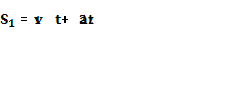 S₁ = v t+ at